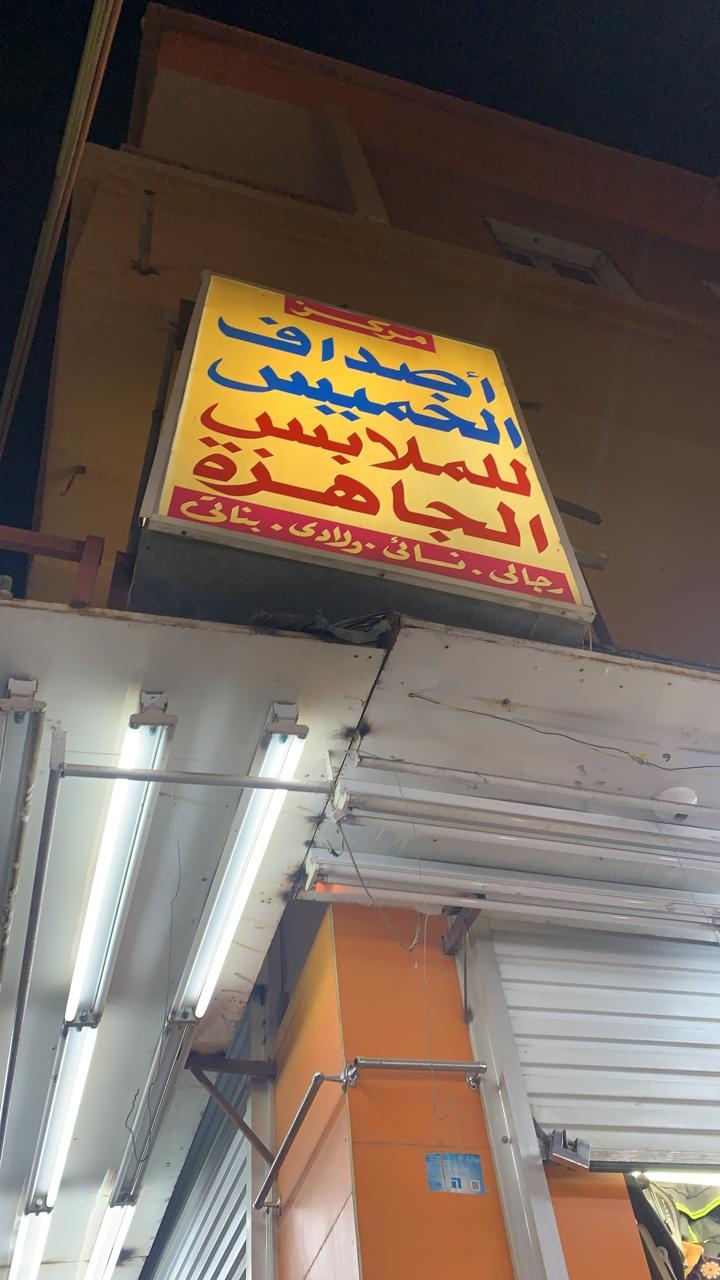 مركز
أصداف
الخميس
للملابس
الجاهزة
رجالى . نسائى . ولادى . بناتى